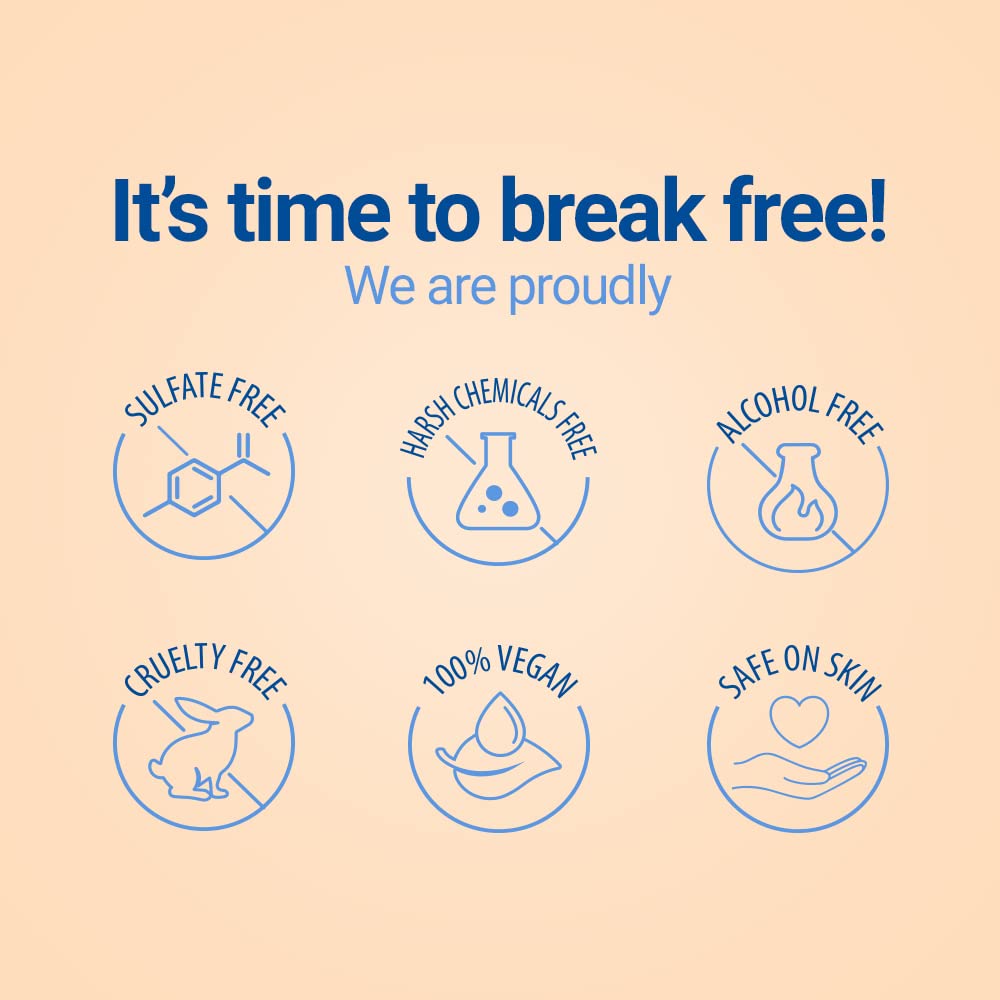 It’s time to break free!
We are proudly
SULFATE FREE
HARSH CHEMICALS FREE
ALCOHOL FREE
CRUELTY FREE
100% VEGAN
SAFE ON SKIN